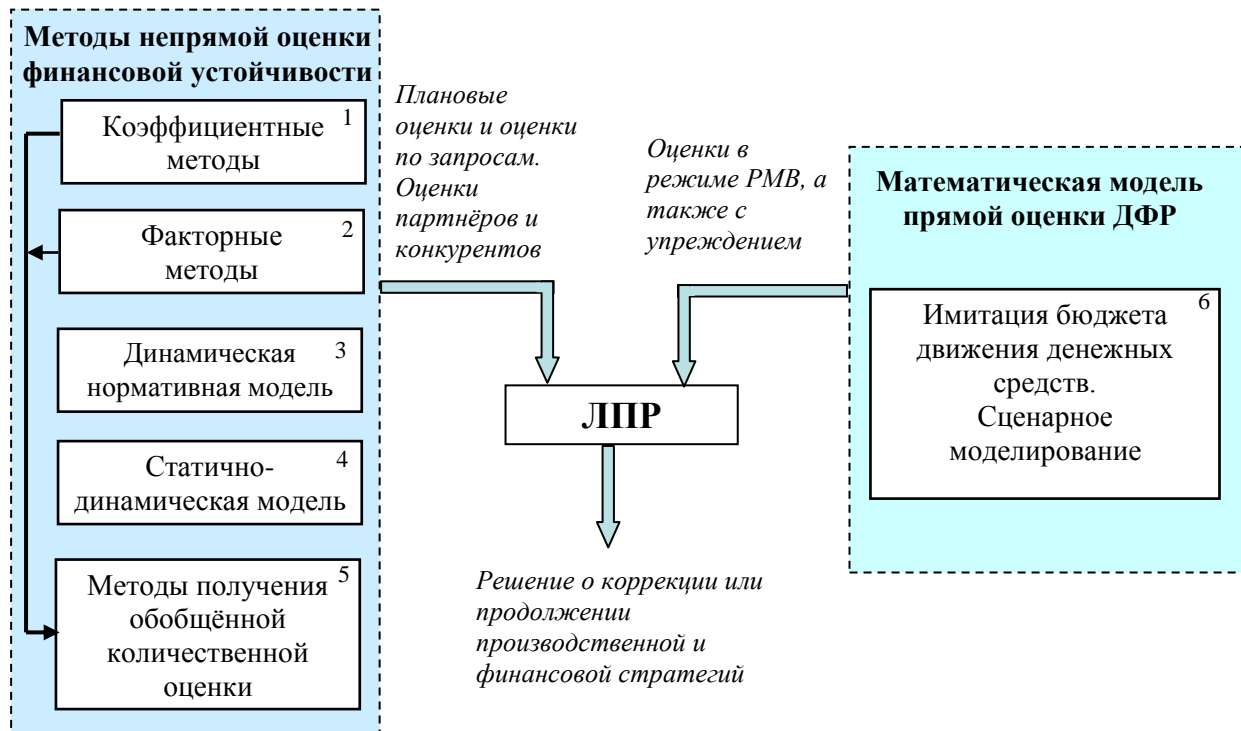 Методы непрямой оценки
финансовой устойчивости
Коэффициентные 1
методы
Факторные 2
методы
Динамическая 3
нормативная модель
Статично- 4
динамическая модель
Методы получения 5
обобщённой
количественной
оценки
Плановые
оценки и оценки
по запросам.
Оценки
партнёров и
конкурентов
Оценки в
режиме РМВ, а
также с
упреждением
ЛПР
Решение о коррекции или
продолжении
производственной и
финансовой стратегий
Математическая модель
прямой оценки ДФР
Имитация бюджета 6
движения денежных
средств.
Сценарное
моделирование